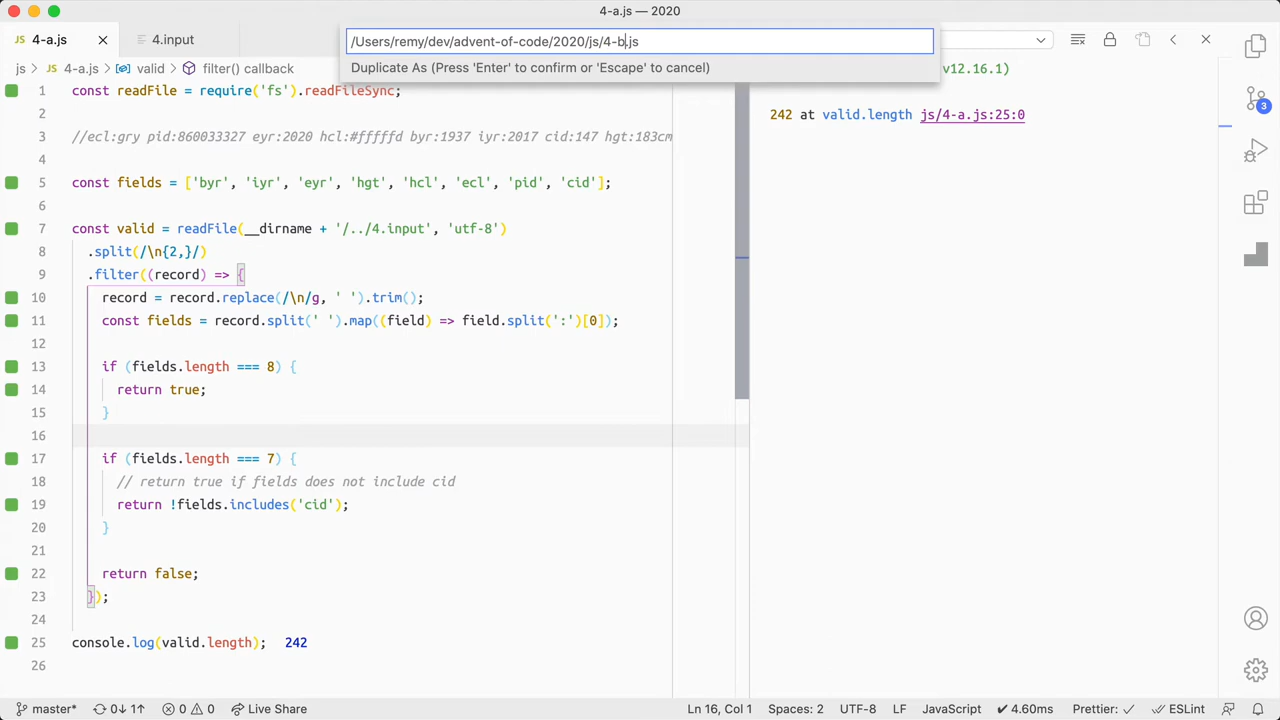 4-a.js — 2020
4-a.js
4.input
/Users/remy/dev/advent-of-code/2020/js/4-b.js
Duplicate As (Press 'Enter' to confirm or 'Escape' to cancel)
js > JS 4-a.js > valid > filter() callback
v12.16.1)
1 const readFile = require('fs').readFileSync;
2
3 //ecl:gry pid:860033327 eyr:2020 hcl:#fffffd byr:1937 iyr:2017 cid:147 hgt:183cm
4
5 const fields = ['byr', 'iyr', 'eyr', 'hgt', 'hcl', 'ecl', 'pid', 'cid'];
6
7 const valid = readFile(__dirname + '/../4.input', 'utf-8')
8 .split(/\n{2,}/)
9 .filter((record) => {
10 record = record.replace(/\n/g, ' ').trim();
11 const fields = record.split(' ').map((field) => field.split(':')[0]);
12
13 if (fields.length === 8) {
14 return true;
15 }
16
17 if (fields.length === 7) {
18 // return true if fields does not include cid
19 return !fields.includes('cid');
20 }
21
22 return false;
23 });
24
25 console.log(valid.length); 242
26
242 at valid.length js/4-a.js:25:0
3
master* 0↓ 1↑ 0 0 Live Share
Ln 16, Col 1 Spaces: 2 UTF-8 LF JavaScript ✔ 4.60ms Prettier: ✓ ESLint